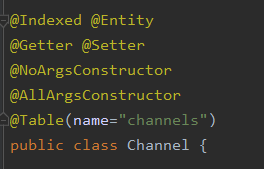 @Indexed @Entity
@Getter @Setter
@NoArgsConstructor
@AllArgsConstructor
@Table(name="channels")
public class Channel {